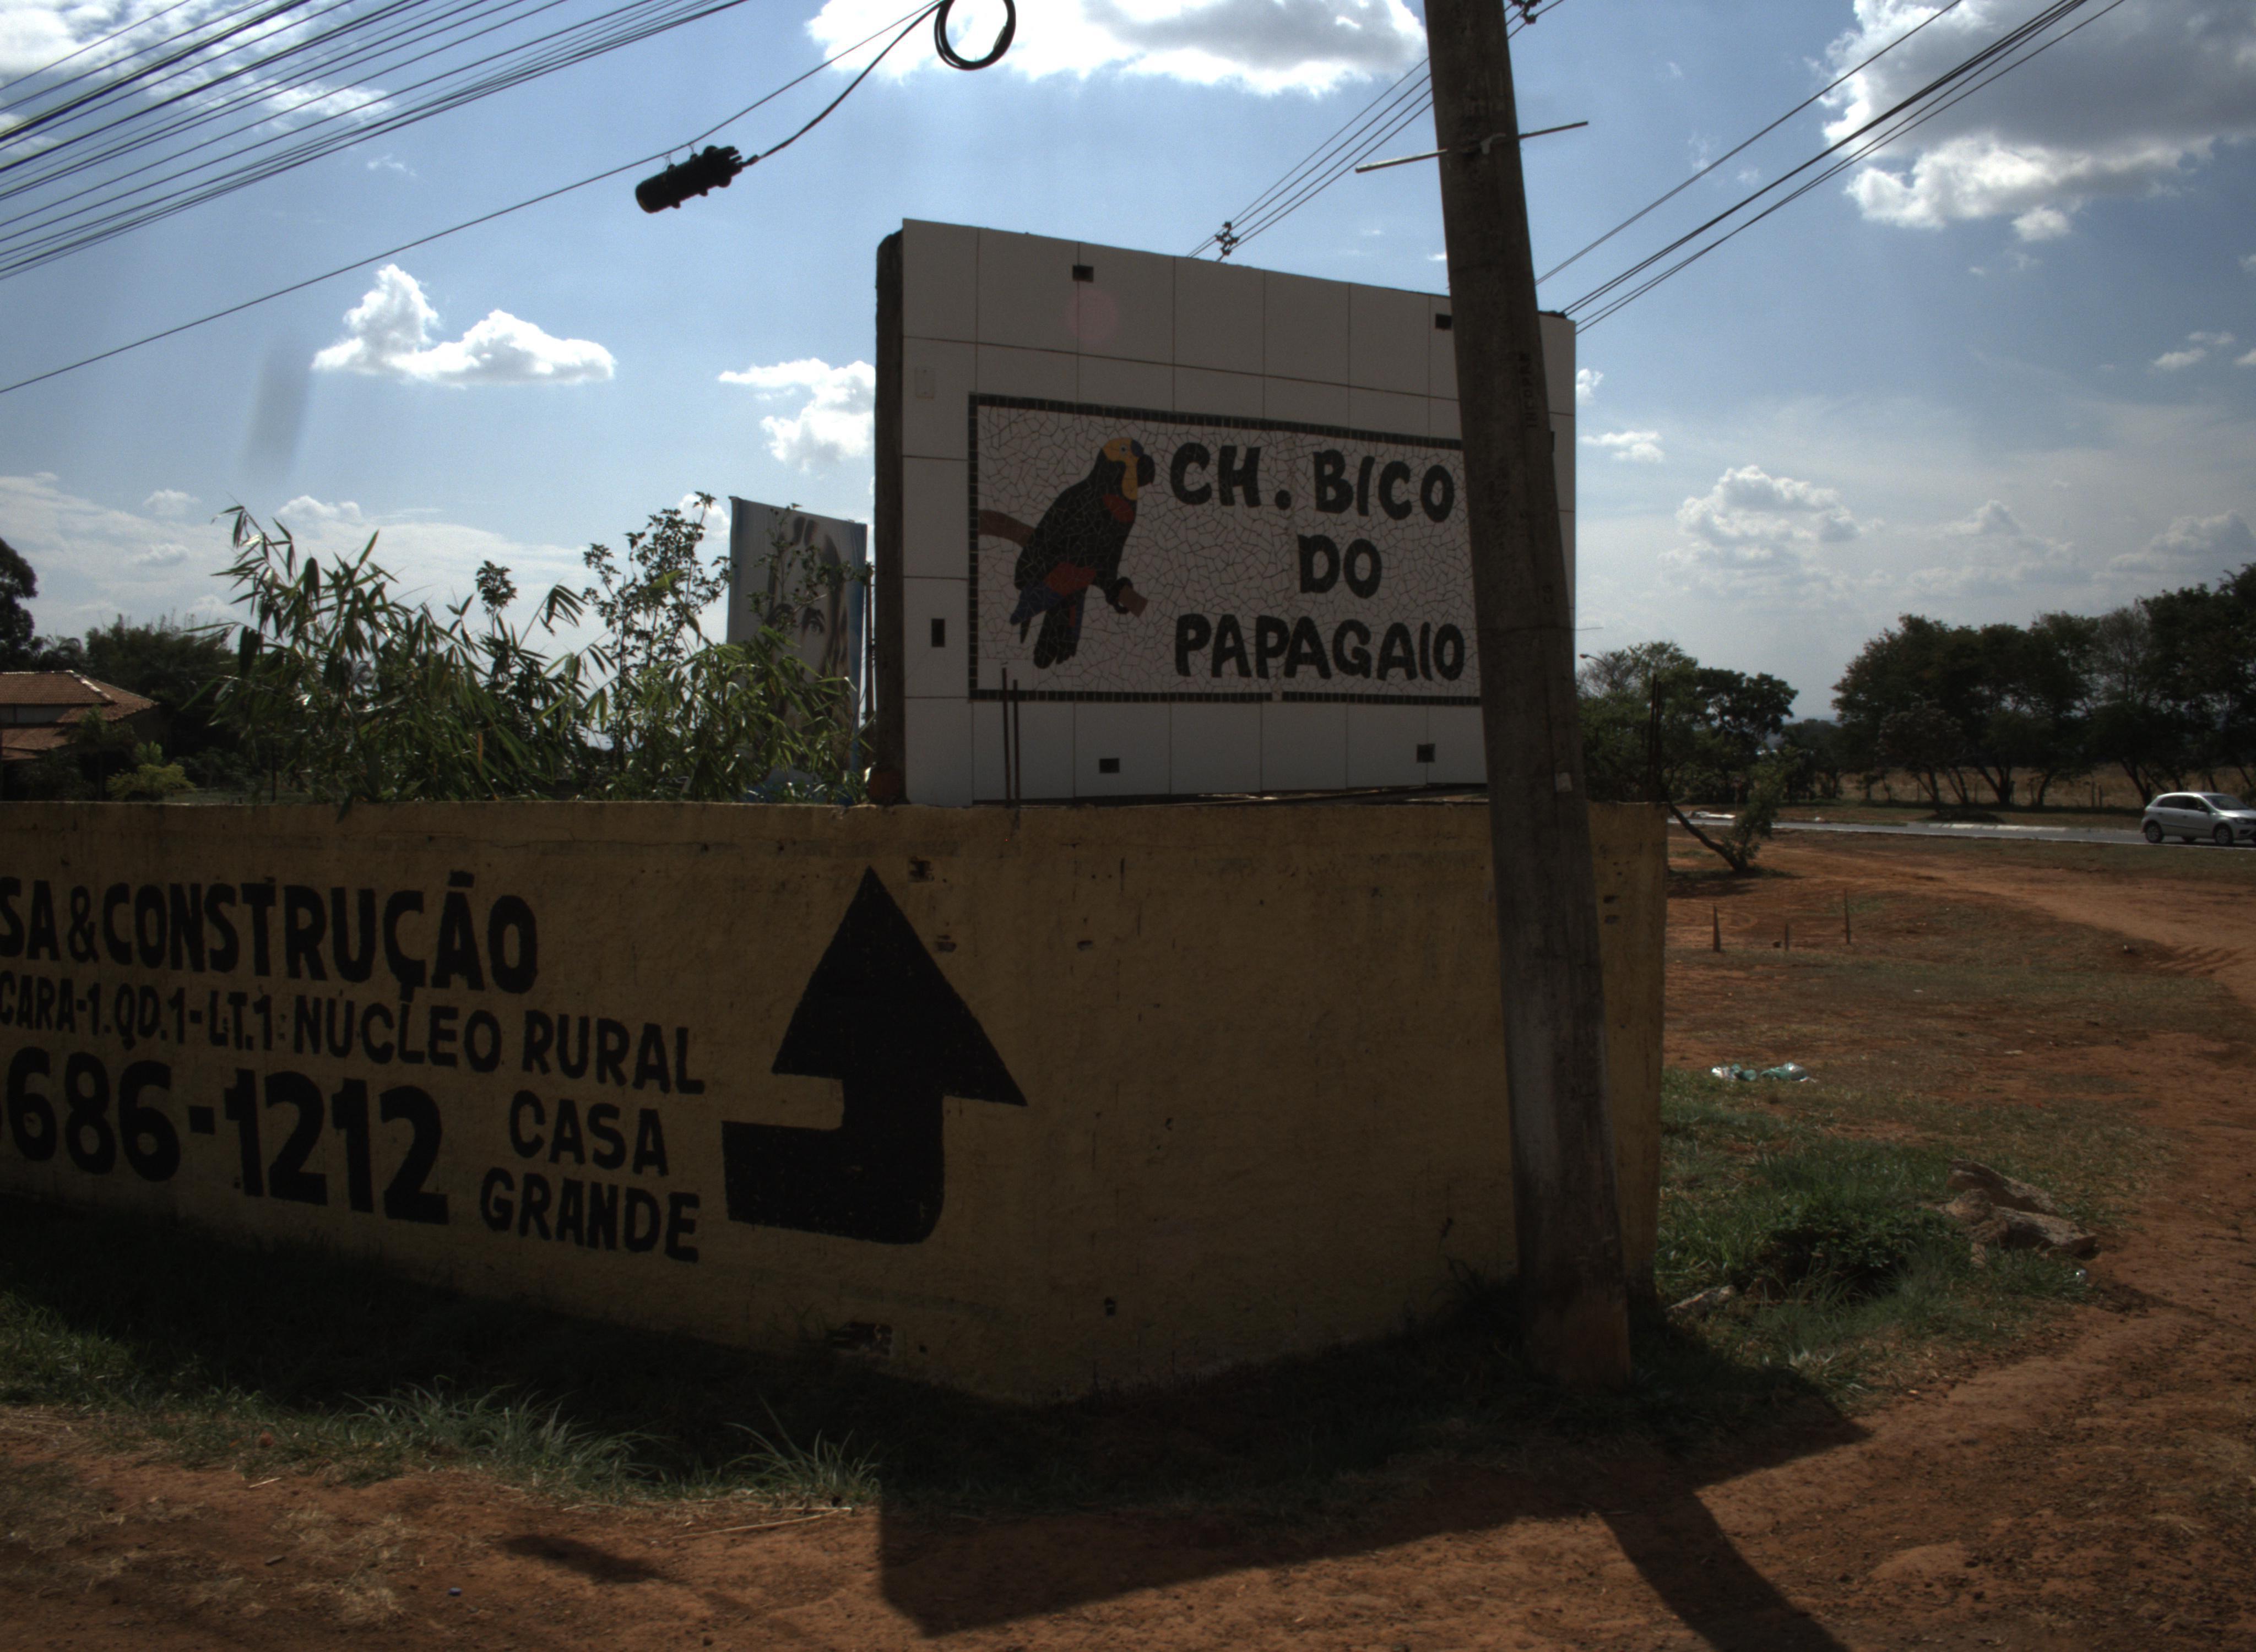 CH. BICO
DO
PAPAGAIO
SA & CONSTRUÇÃO
CARA-1.QD.1-LT.1: NÚCLEO RURAL
686-1212 CASA
GRANDE